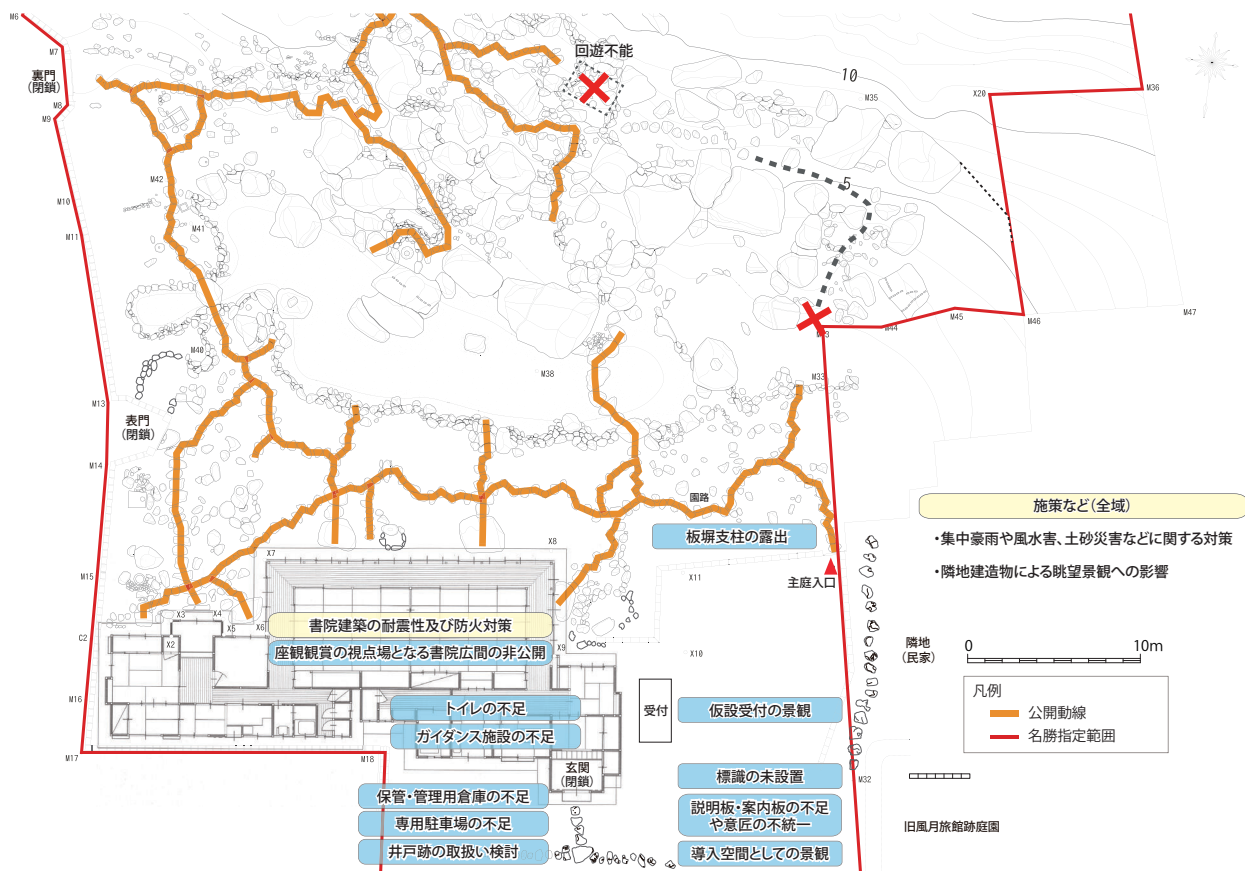 M6
M7
裏門
(閉鎖)
M8
M9
回遊不能
10
M35
X20
M36
5
M42
M10
M41
M11
M45
M46
M44
M47
M40
M38
M33
M13
表門
(閉鎖)
M14
園路
施策など(全域)
・集中豪雨や風水害、土砂災害などに関する対策
・隣地建造物による眺望景観への影響
板塀支柱の露出
主庭入口
X7
X8
X11
M15
X3
X4
X5
X6
書院建築の耐震性及び防火対策
C2
X2
X9
座観観賞の視点場となる書院広間の非公開
X10
隣地
(民家)
0
10m
凡例
公開動線
名勝指定範囲
M16
トイレの不足
受付
仮設受付の景観
ガイダンス施設の不足
M17
M18
玄関
(閉鎖)
標識の未設置
M32
保管・管理用倉庫の不足
説明板・案内板の不足
や意匠の不統一
専用駐車場の不足
旧風月旅館跡庭園
井戸跡の取扱い検討
導入空間としての景観